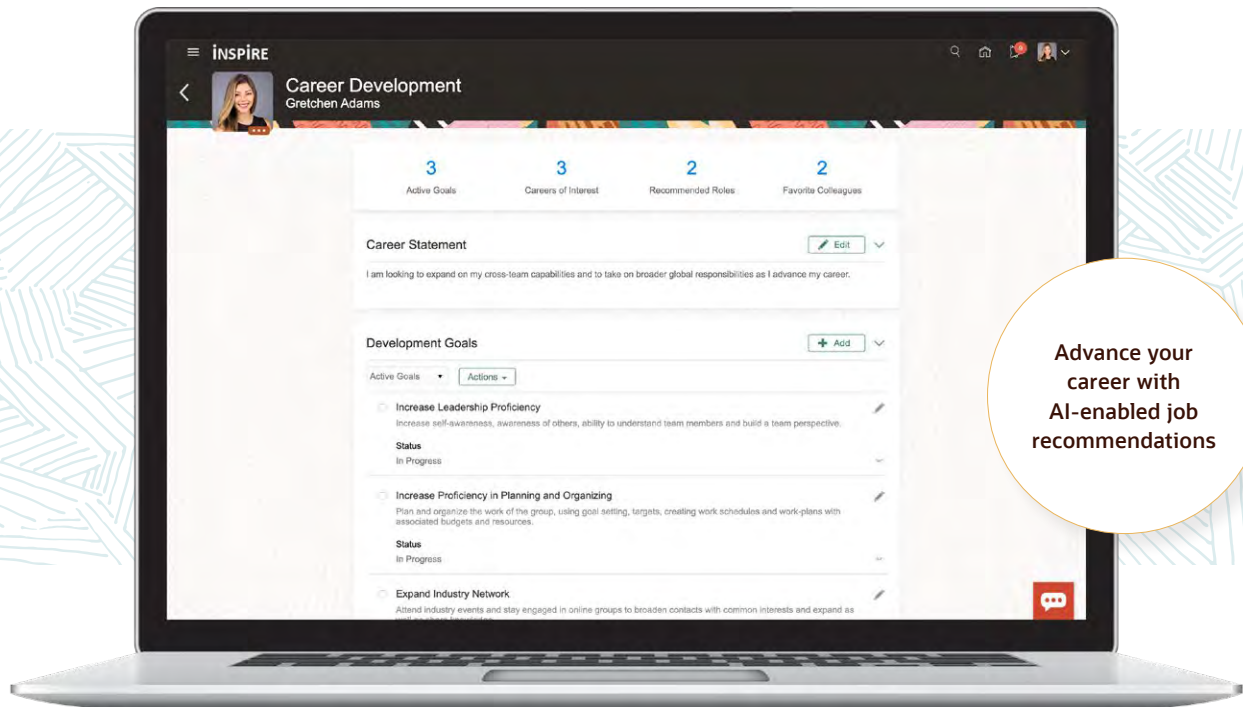 iNSPiRE
Career Development
Gretchen Adams
3
Active Goals
3
Careers of Interest
2
Recommended Roles
2
Favorite Colleagues
Career Statement
Edit
I am looking to expand on my cross-team capabilities and to take on broader global responsibilities as I advance my career.
Development Goals
Add
Active Goals
Actions
Increase Leadership Proficiency
Increase self-awareness, awareness of others, ability to understand team members and build a team perspective.
Status
In Progress
Increase Proficiency in Planning and Organizing
Plan and organize the work of the group, using goal setting, targets, creating work schedules and work-plans with
associated budgets and resources.
Status
In Progress
Expand Industry Network
Attend industry events and stay engaged in online groups to broaden contacts with common interests and expand as
Advance your
career with
AI-enabled job
recommendations